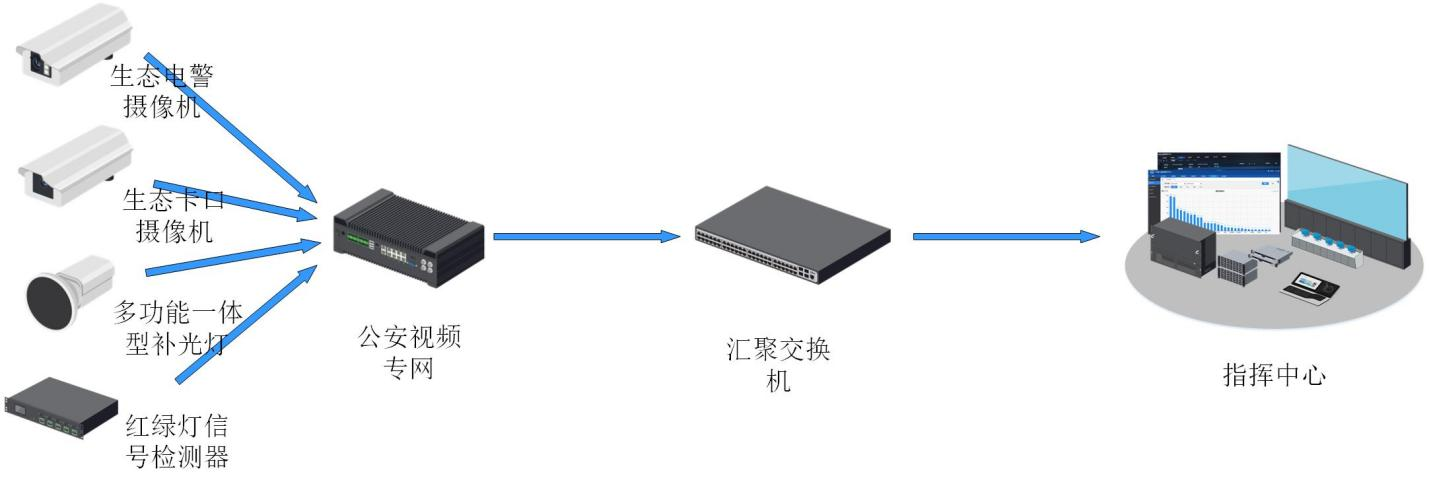 生态电警
摄像机
生态卡口
摄像机
多功能一体
型补光灯
红绿灯信
号检测器
公安视频
专网
汇聚交换
机
指挥中心